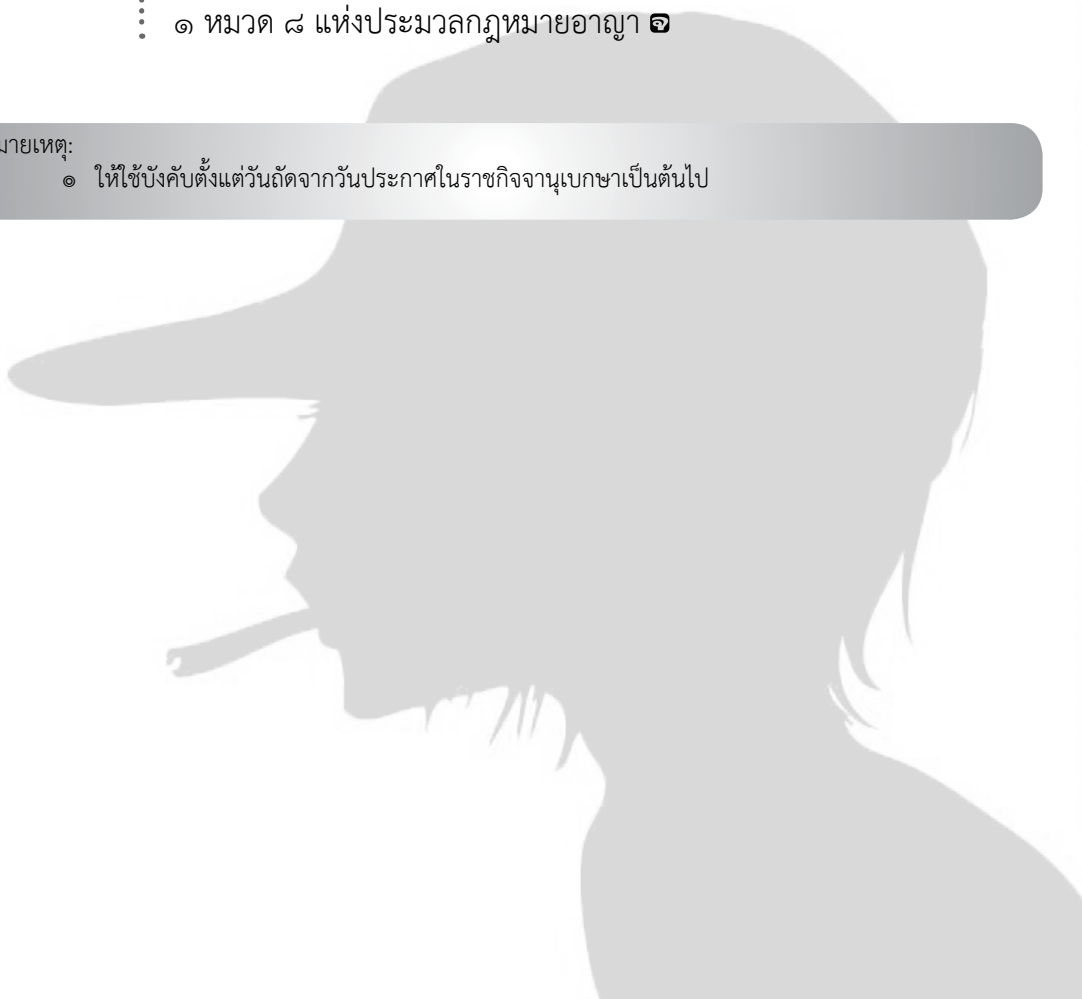 ๑ หมวด ๘ แห่งประมวลกฎหมายอาญา จ
มายเหตุ:
๏ ให้ใช้บังคับตั้งแต่วันถัดจากวันประกาศในราชกิจจานุเบกษาเป็นต้นไป